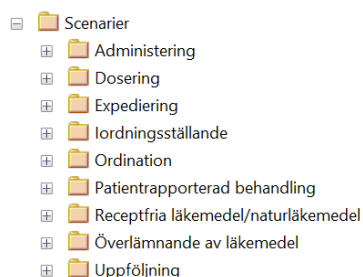 Scenarier
Administering
Dosering
Expediering
Iordningsställande
Ordination
Patientrapporterad behandling
Receptfria läkemedel/naturläkemedel
Överlämnande av läkemedel
Uppföljning